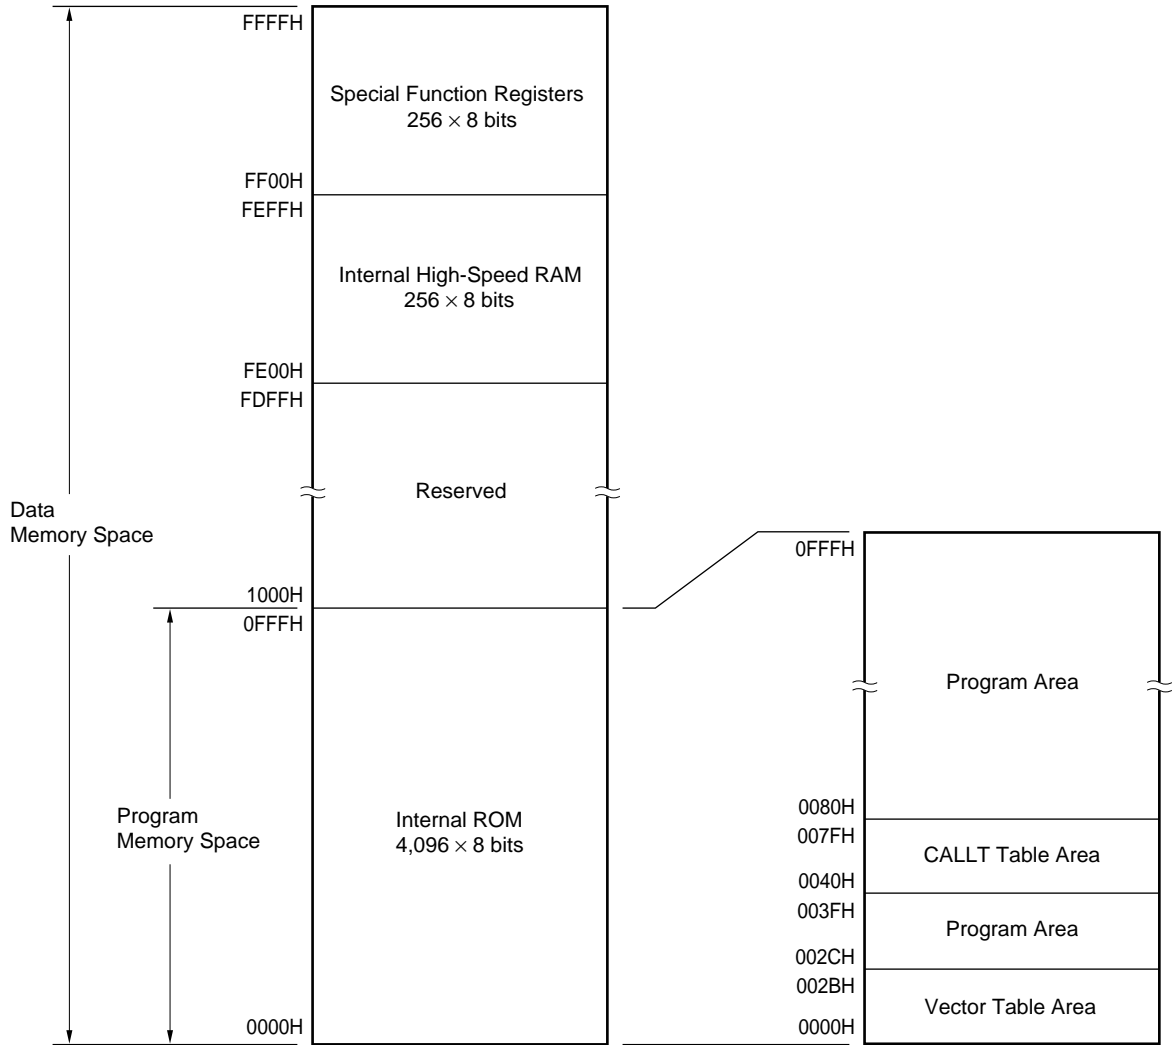 FFFFH
Special Function Registers
256 × 8 bits
FF00H
FEFFH
Internal High-Speed RAM
256 × 8 bits
FE00H
FDFFH
Reserved
Data
Memory Space
1000H
0FFFH
Program
Memory Space
Internal ROM
4,096 × 8 bits
0000H
0FFFH
Program Area
0080H
007FH
CALLT Table Area
0040H
003FH
Program Area
002CH
002BH
Vector Table Area
0000H